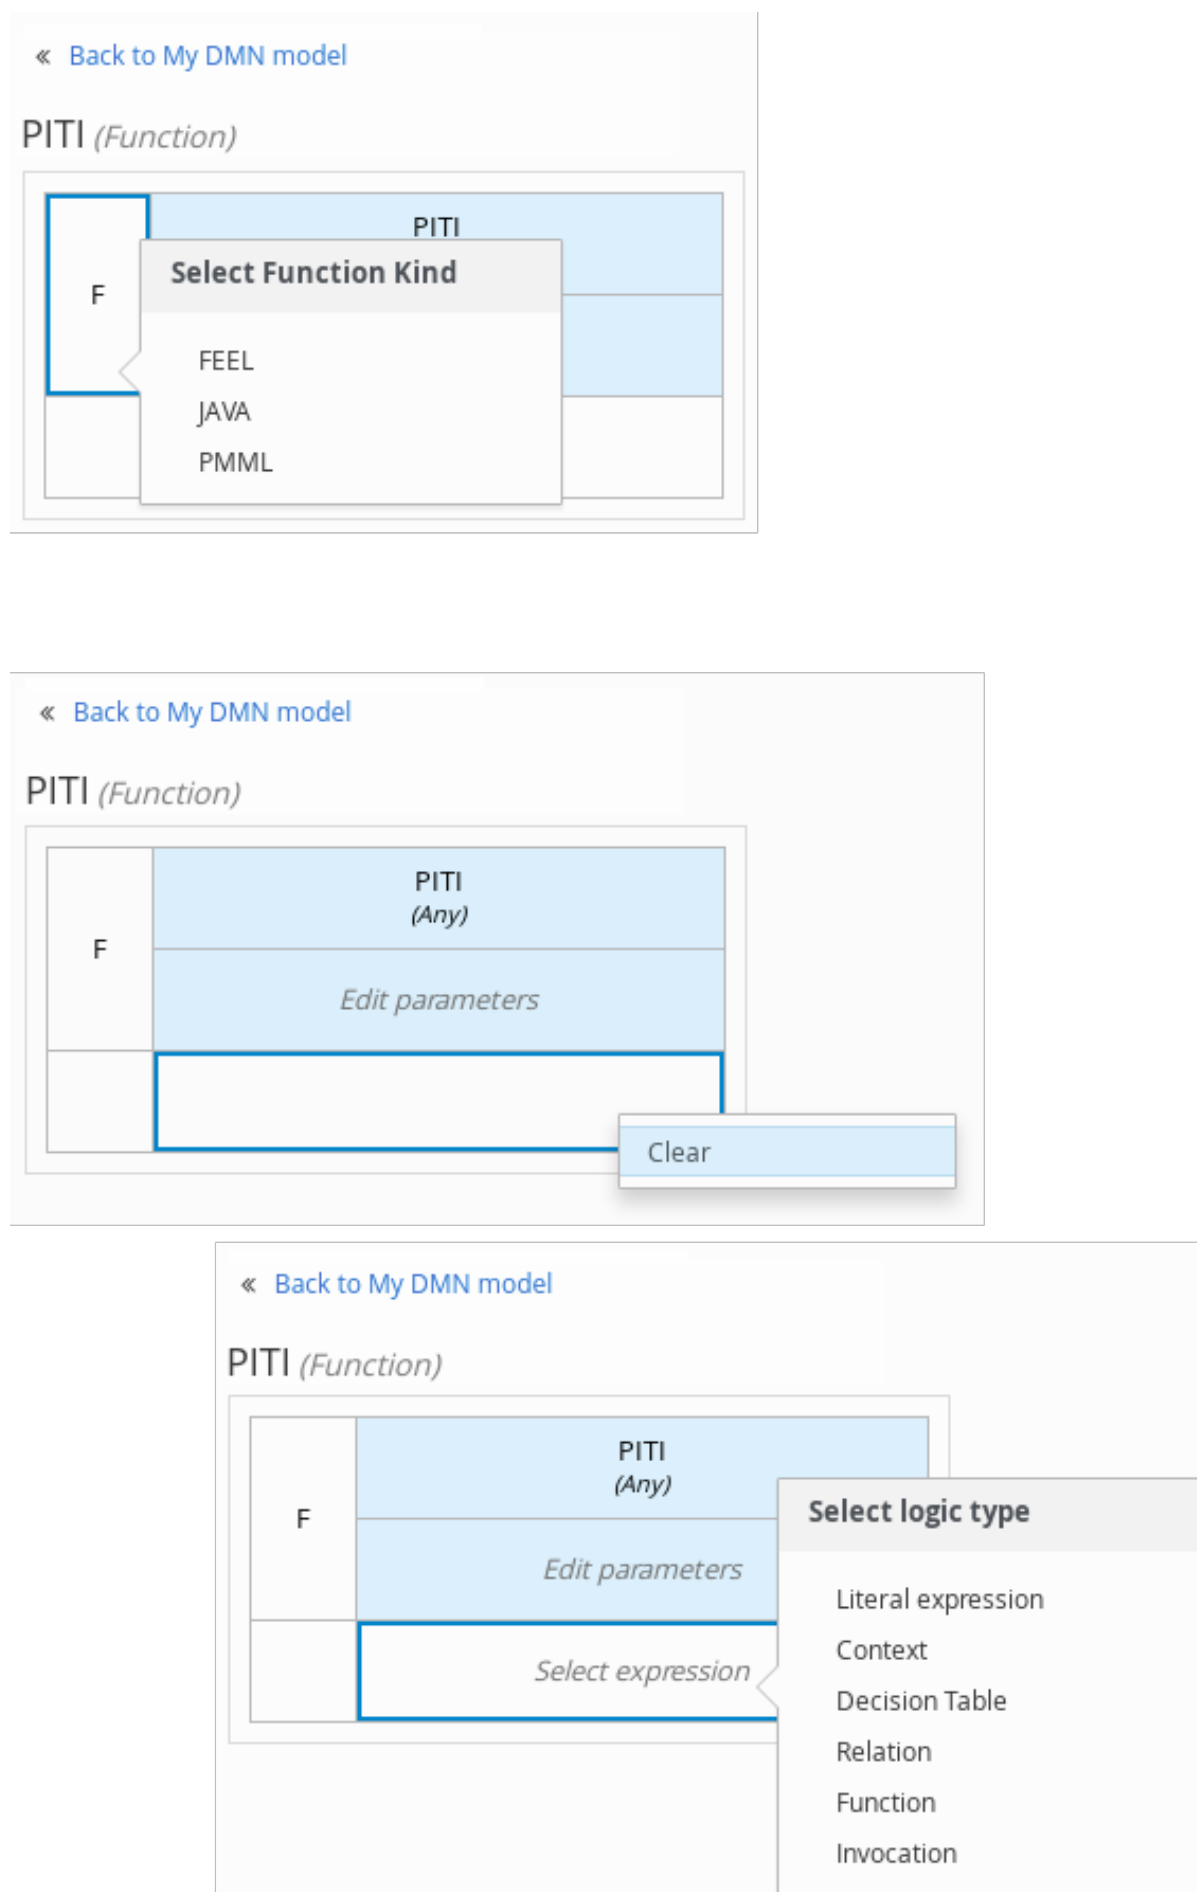 « Back to My DMN model
PITI (Function)
PITI
F
Select Function Kind
FEEL
JAVA
PMML
« Back to My DMN model
PITI (Function)
PITI
(Any)
F
Edit parameters
Clear
« Back to My DMN model
PITI (Function)
PITI
(Any)
F
Edit parameters
Select expression
Select logic type
Literal expression
Context
Decision Table
Relation
Function
Invocation